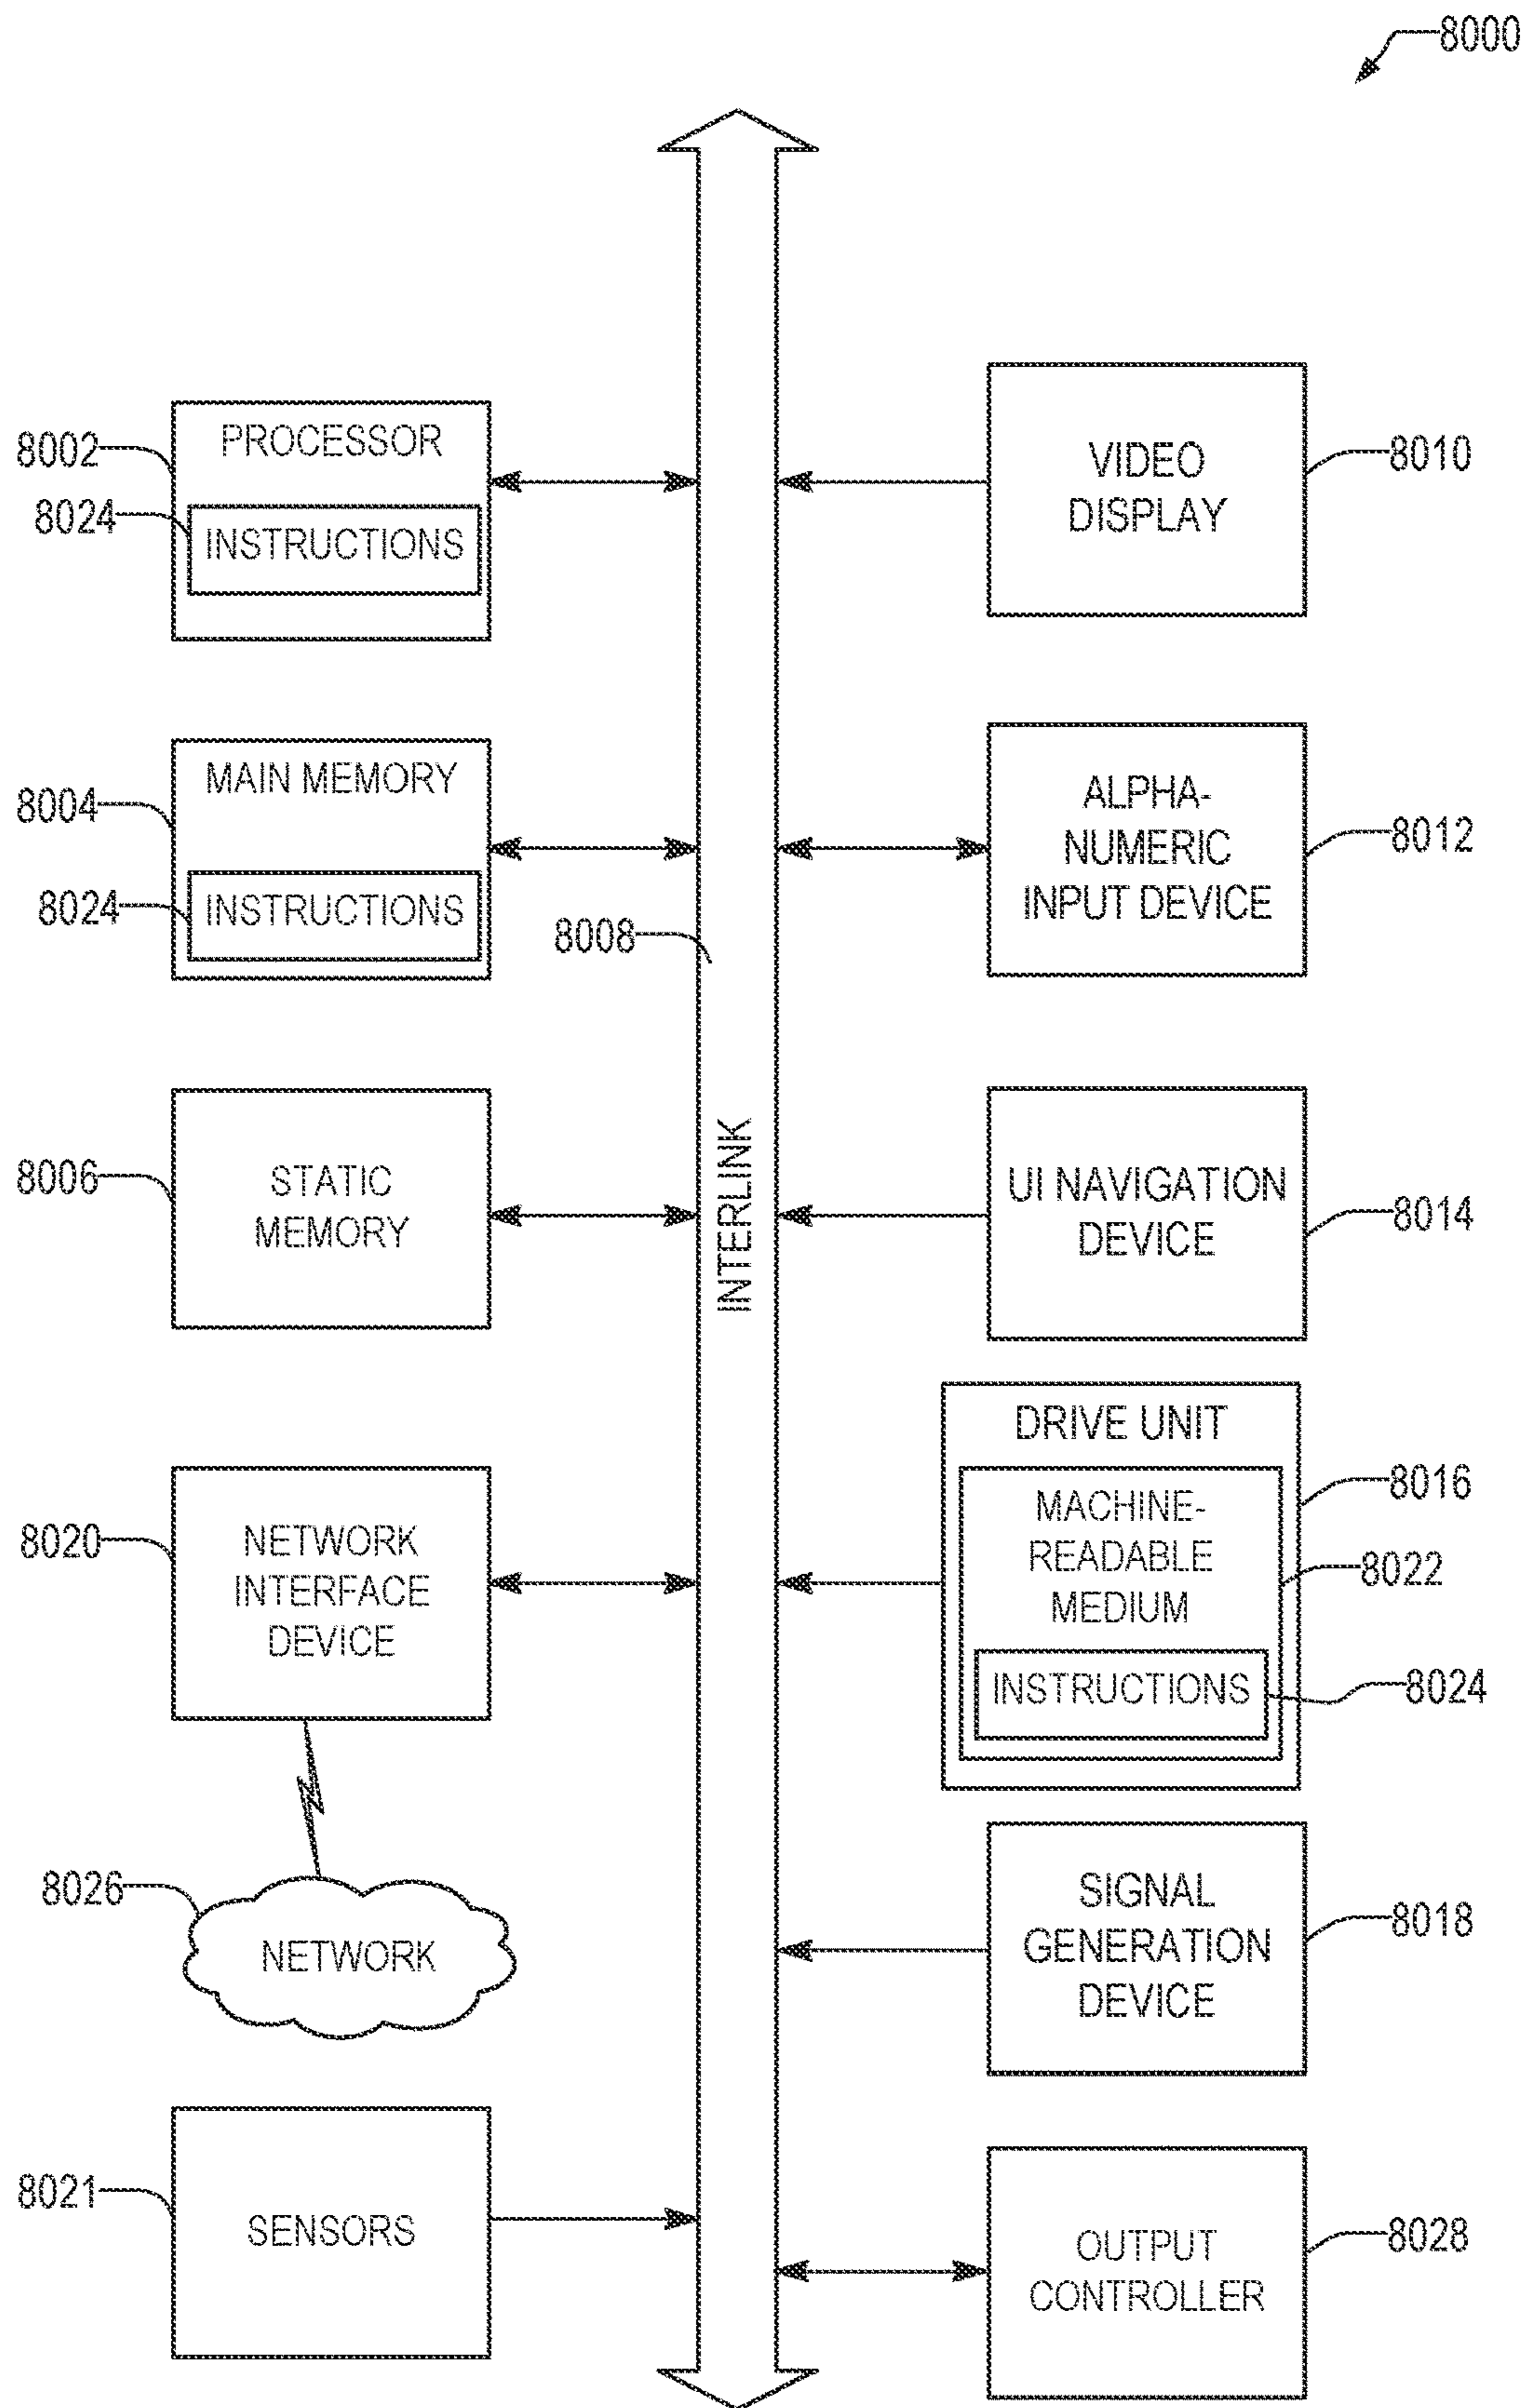 8000
PROCESSOR
8002
8024
INSTRUCTIONS
MAIN MEMORY
8004
8024
INSTRUCTIONS
8008
STATIC
MEMORY
8006
INTERLINK
NETWORK
INTERFACE
DEVICE
8020
8026
NETWORK
8021
SENSORS
VIDEO
DISPLAY
8010
ALPHA-
NUMERIC
INPUT DEVICE
8012
UI NAVIGATION
DEVICE
8014
DRIVE UNIT
8016
MACHINE-
READABLE
MEDIUM
8022
INSTRUCTIONS
8024
SIGNAL
GENERATION
DEVICE
8018
OUTPUT
CONTROLLER
8028